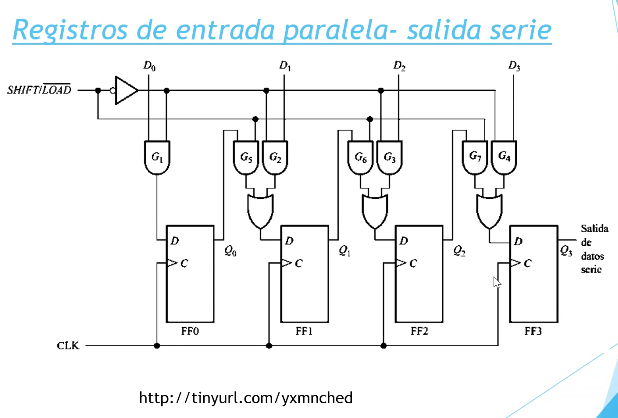 Registros de entrada paralela- salida serie
D0 D1 D2 D3
SHIFT/LOAD
G1 G5 G2 G6 G3 G7 G4
Salida
de
datos
serie
D D D D
Q0 Q1 Q2 Q3
C C C C
FF0 FF1 FF2 FF3
CLK
http://tinyurl.com/yxmnched